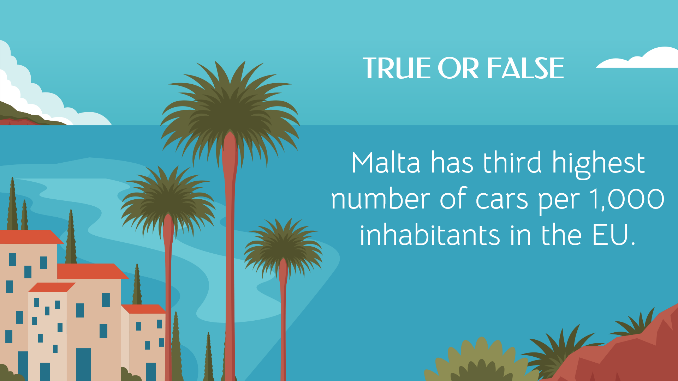 TRUE OR FALSE
Malta has third highest
number of cars per 1,000
inhabitants in the EU.